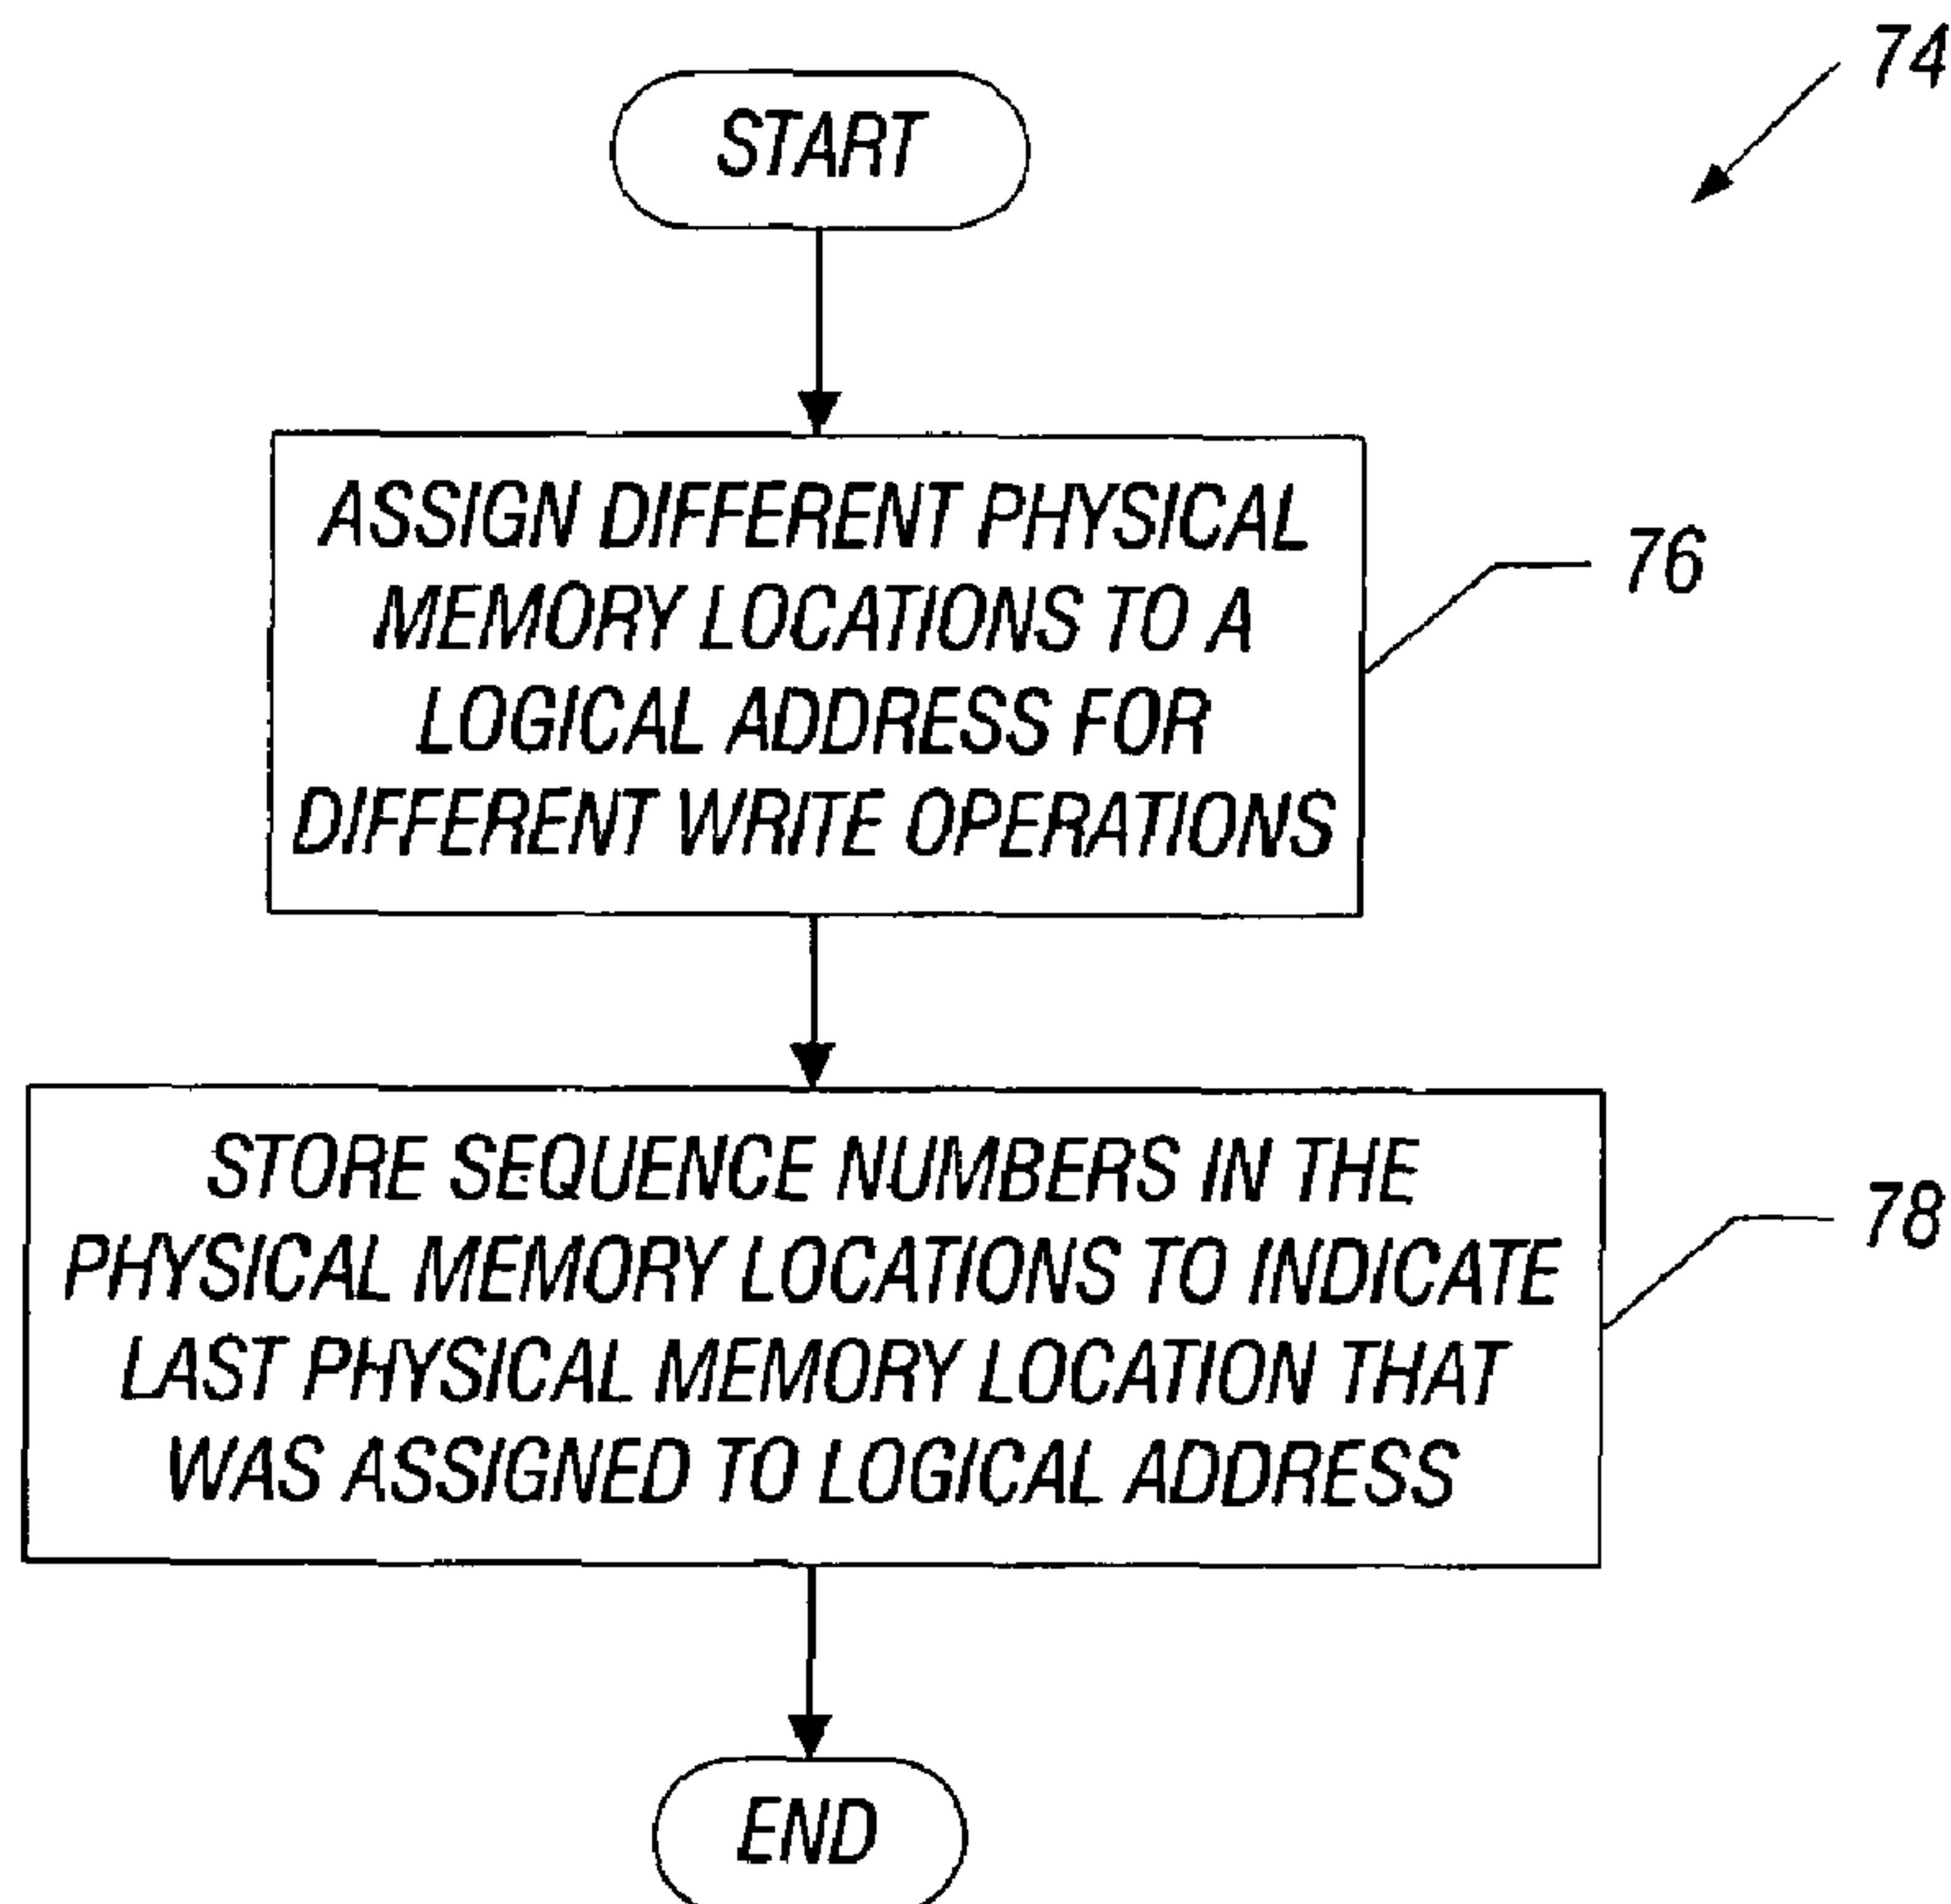 74
START
ASSIGN DIFFERENT PHYSICAL
MEMORY LOCATIONS TO A
LOGICAL ADDRESS FOR
DIFFERENT WRITE OPERATIONS
76
STORE SEQUENCE NUMBERS IN THE
PHYSICAL MEMORY LOCATIONS TO INDICATE
LAST PHYSICAL MEMORY LOCATION THAT
WAS ASSIGNED TO LOGICAL ADDRESS
78
END